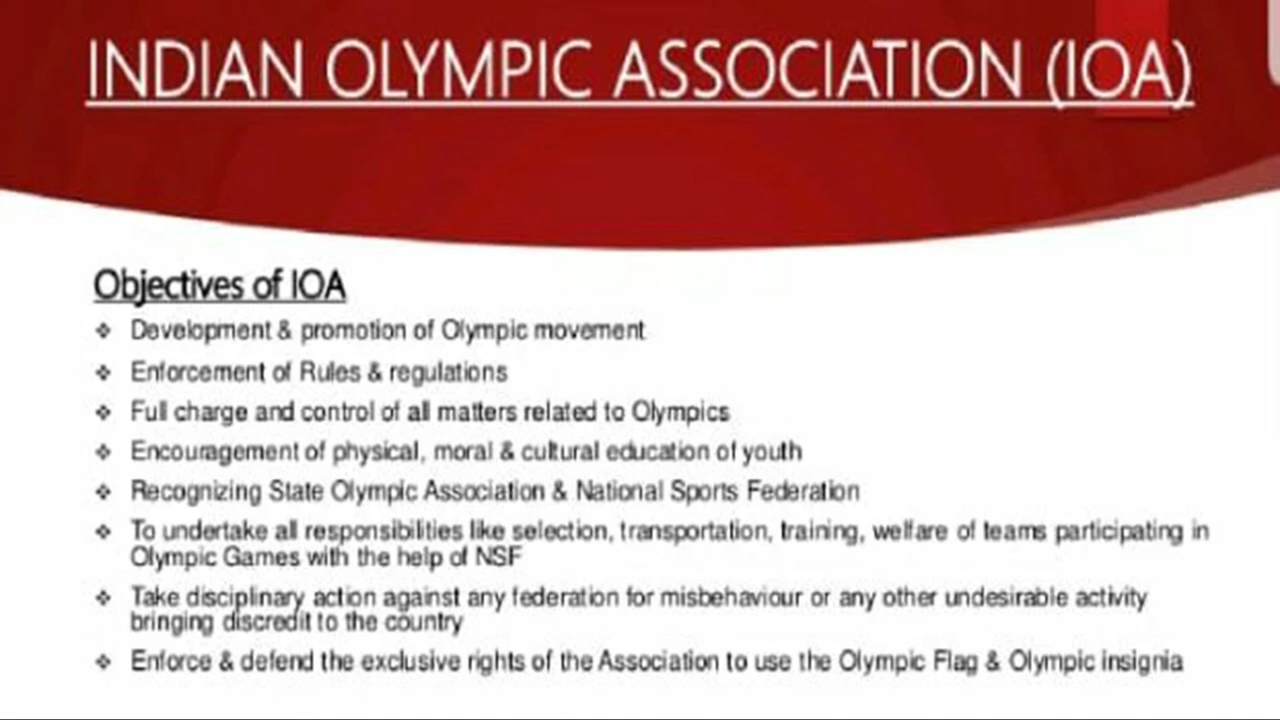 INDIAN OLYMPIC ASSOCIATION (IOA)
Objectives of IOA
❖ Development & promotion of Olympic movement
❖ Enforcement of Rules & regulations
❖ Full charge and control of all matters related to Olympics
❖ Encouragement of physical, moral & cultural education of youth
❖ Recognizing State Olympic Association & National Sports Federation
❖ To undertake all responsibilities like selection, transportation, training, welfare of teams participating in
Olympic Games with the help of NSF
❖ Take disciplinary action against any federation for misbehaviour or any other undesirable activity
bringing discredit to the country
❖ Enforce & defend the exclusive rights of the Association to use the Olympic Flag & Olympic insignia